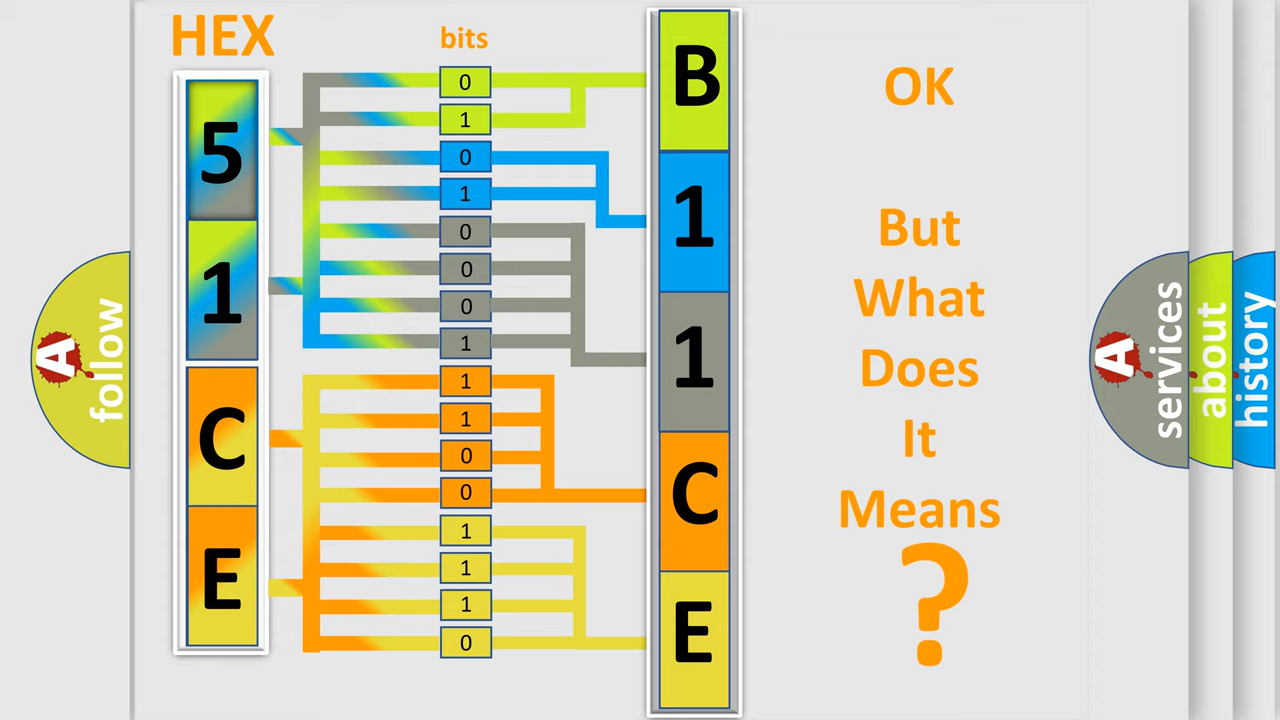 HEX
bits
5
1
C
E
0
1
0
1
0
0
0
1
1
1
0
0
1
1
1
0
B
1
1
C
E
OK
But
What
Does
It
Means
?
A
follow
A
services
about
history